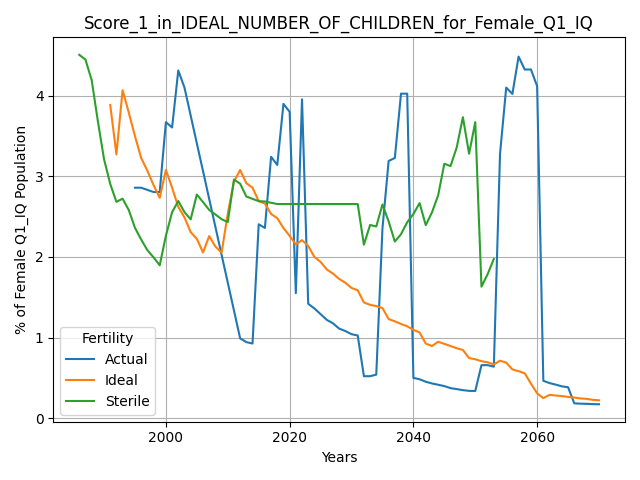 Score_1_in_IDEAL_NUMBER_OF_CHILDREN_for_Female_Q1_IQ
% of Female Q1_IQ Population
4
3
2
1
0
Fertility
Actual
Ideal
Sterile
2000 2020 2040 2060
Years